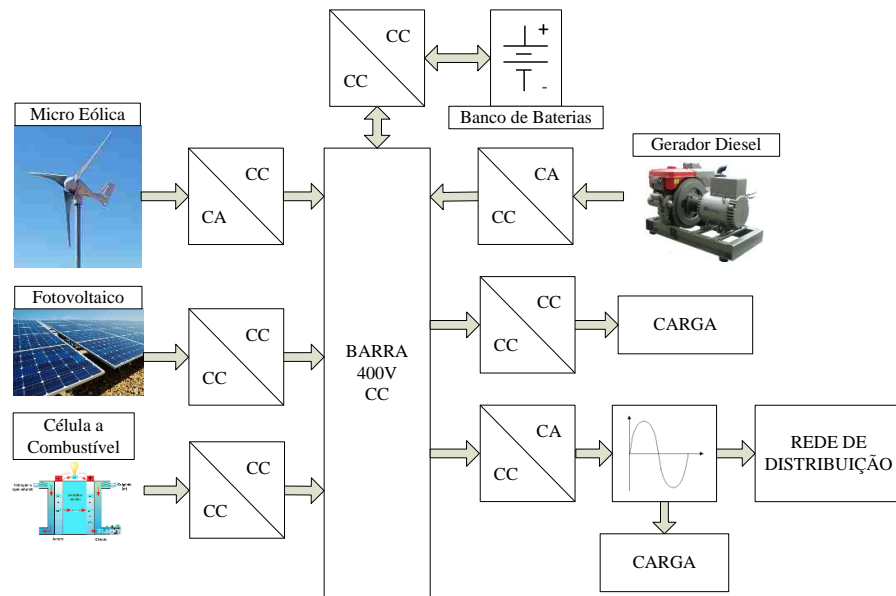 CC
CC
+
-
Banco de Baterias
Micro Eólica
Gerador Diesel
CC
CA
CA
CC
Fotovoltaico
CC
CC
BARRA
400V
CC
CC
CC
CARGA
Célula a
Combustível
CC
CC
CA
CC
REDE DE
DISTRIBUIÇÃO
CARGA